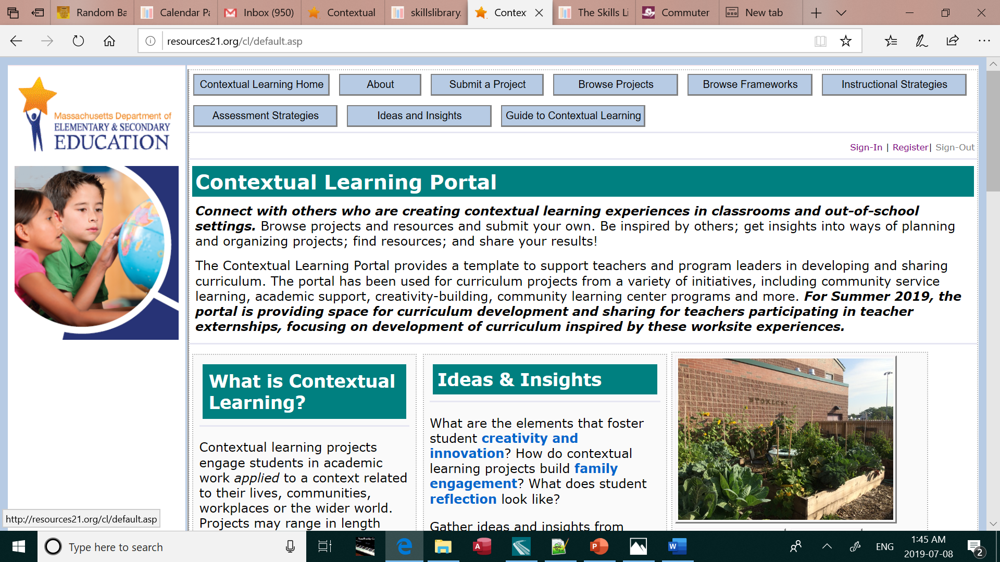 Random Ba
Calendar Pa
Inbox (950)
Contextual
skillslibrary.
Contex
The Skills Li
Commuter
New tab
resources21.org/cl/default.asp
Massachusetts Department of
ELEMENTARY & SECONDARY
EDUCATION
Contextual Learning Home
About
Submit a Project
Browse Projects
Browse Frameworks
Instructional Strategies
Assessment Strategies
Ideas and Insights
Guide to Contextual Learning
Sign-In | Register| Sign-Out
Contextual Learning Portal
Connect with others who are creating contextual learning experiences in classrooms and out-of-school
settings. Browse projects and resources and submit your own. Be inspired by others; get insights into ways of planning
and organizing projects; find resources; and share your results!
The Contextual Learning Portal provides a template to support teachers and program leaders in developing and sharing
curriculum. The portal has been used for curriculum projects from a variety of initiatives, including community service
learning, academic support, creativity-building, community learning center programs and more. For Summer 2019, the
portal is providing space for curriculum development and sharing for teachers participating in teacher
externships, focusing on development of curriculum inspired by these worksite experiences.
What is Contextual
Learning?
Contextual learning projects
engage students in academic
work applied to a context related
to their lives, communities,
workplaces or the wider world.
Projects may range in length
Ideas & Insights
What are the elements that foster
student creativity and
innovation? How do contextual
learning projects build family
engagement? What does student
reflection look like?
Gather ideas and insights from
http://resources21.org/cl/default.asp
Type here to search
ENG
1:45 AM
2019-07-08
2